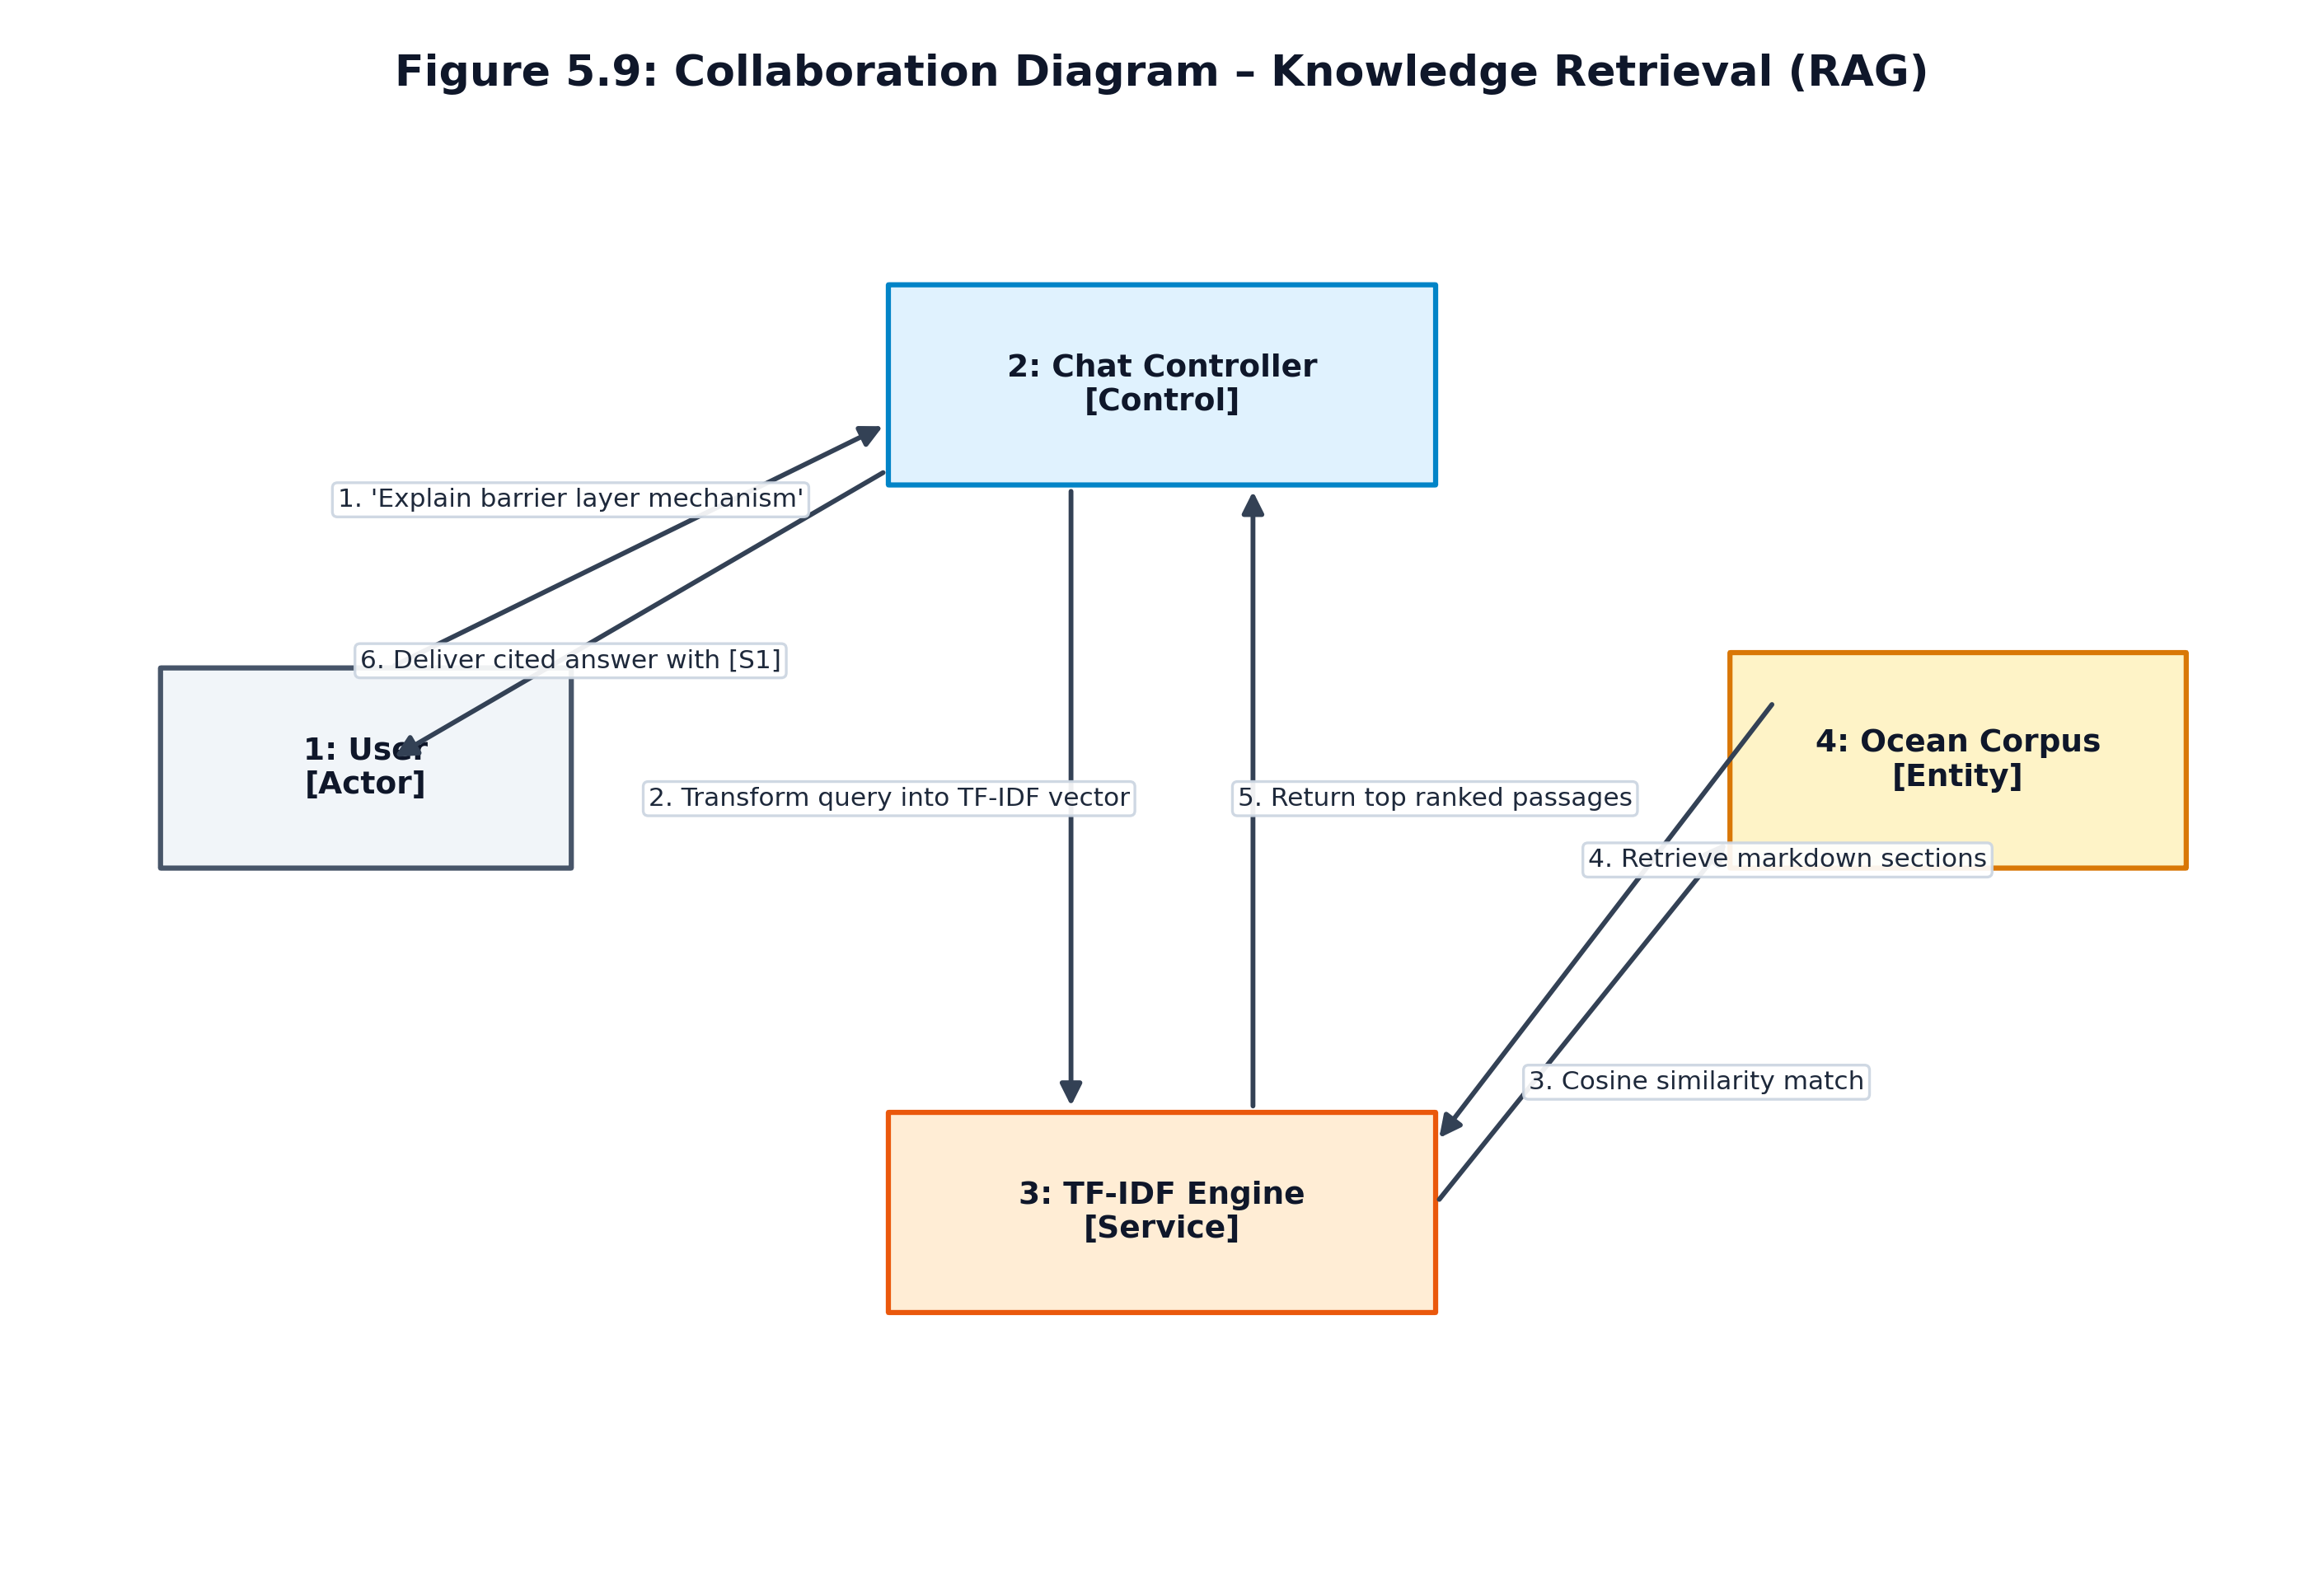 Figure 5.9: Collaboration Diagram – Knowledge Retrieval (RAG)
2: Chat Controller
[Control]
1. 'Explain barrier layer mechanism'
6. Deliver cited answer with [S1]
1: User
[Actor]
4: Ocean Corpus
[Entity]
2. Transform query into TF-IDF vector
5. Return top ranked passages
4. Retrieve markdown sections
3. Cosine similarity match
3: TF-IDF Engine
[Service]